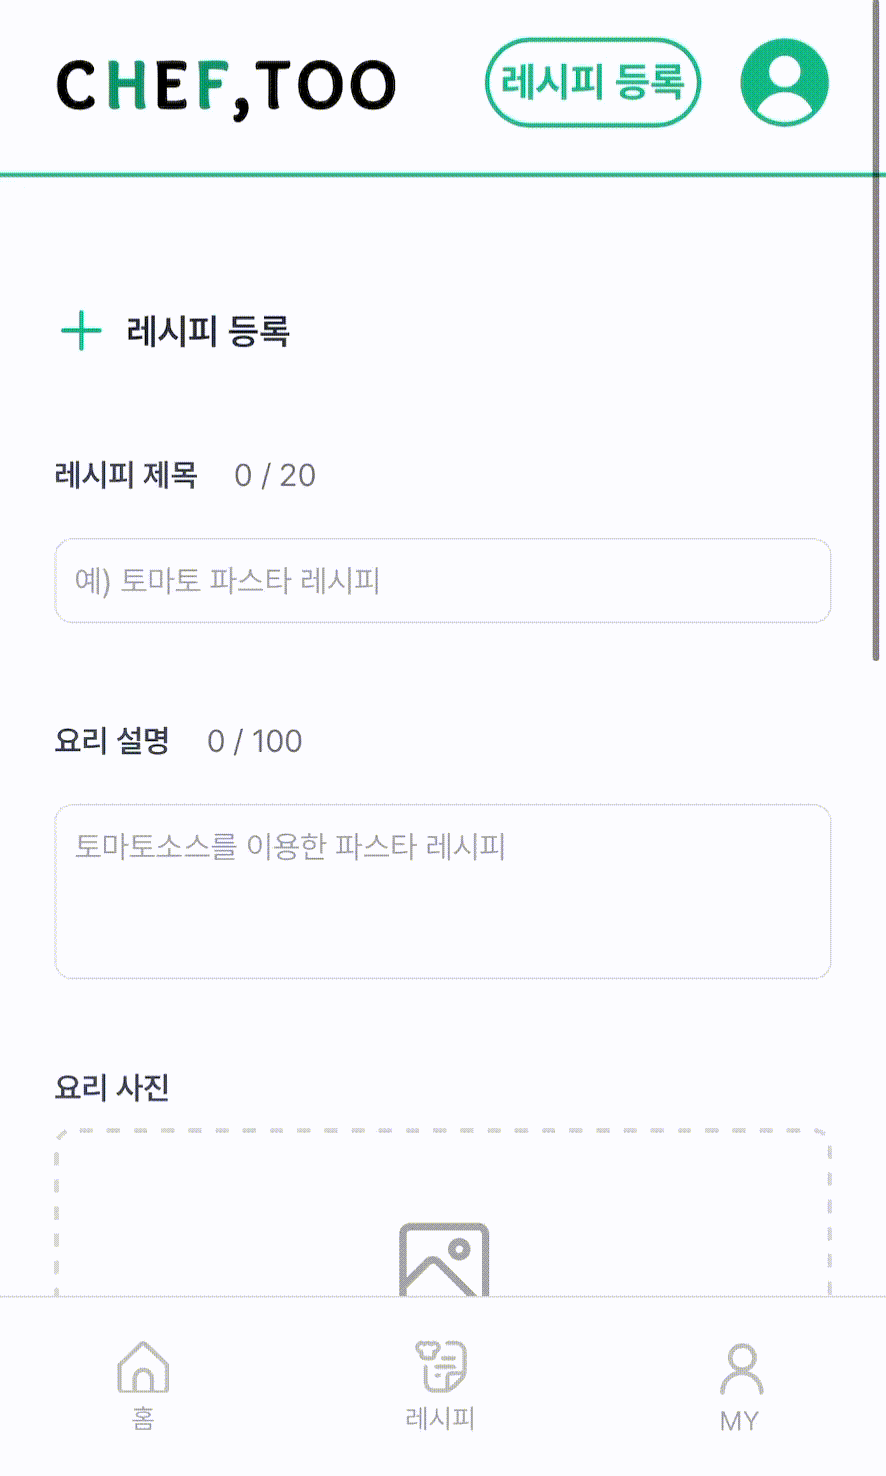 CHEF,TOO 레시피 등록
레시피 등록
레시피 제목 0 / 20
예) 토마토 파스타 레시피
요리 설명 0 / 100
토마토소스를 이용한 파스타 레시피
요리 사진
홈 레시피 MY